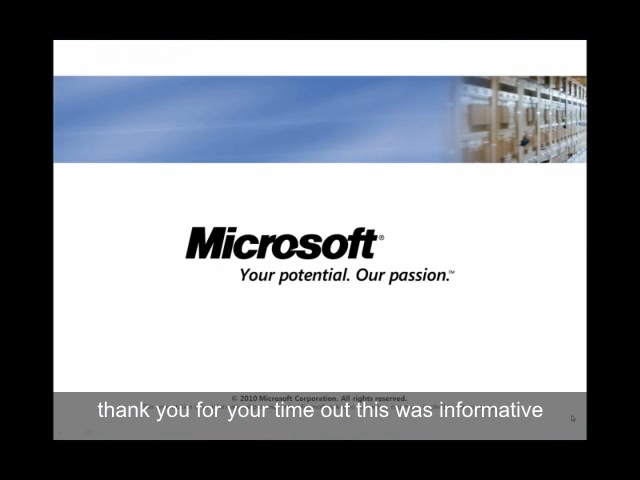 Microsoft®
Your potential. Our passion.™
© 2010 Microsoft Corporation. All rights reserved.
thank you for your time out this was informative